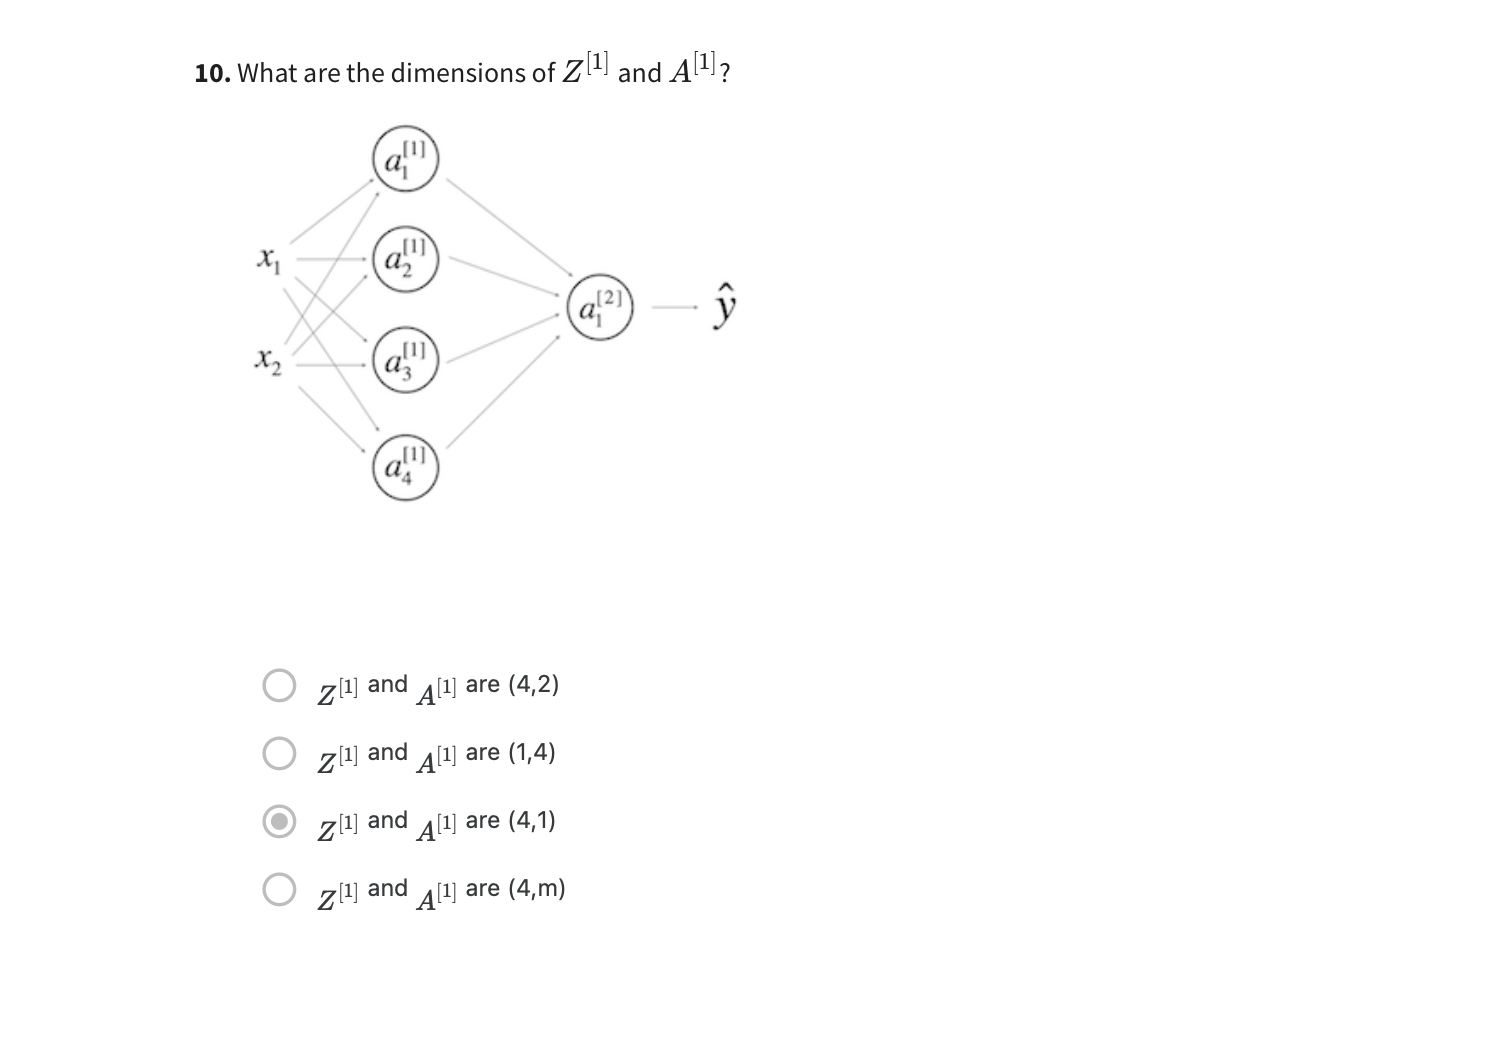 10. What are the dimensions of Z^[1] and A^[1]?
a_1^[1]
x_1
a_2^[1]
a_1^[2]
ŷ
x_2
a_3^[1]
a_4^[1]
Z^[1] and A^[1] are (4,2)
Z^[1] and A^[1] are (1,4)
Z^[1] and A^[1] are (4,1)
Z^[1] and A^[1] are (4,m)